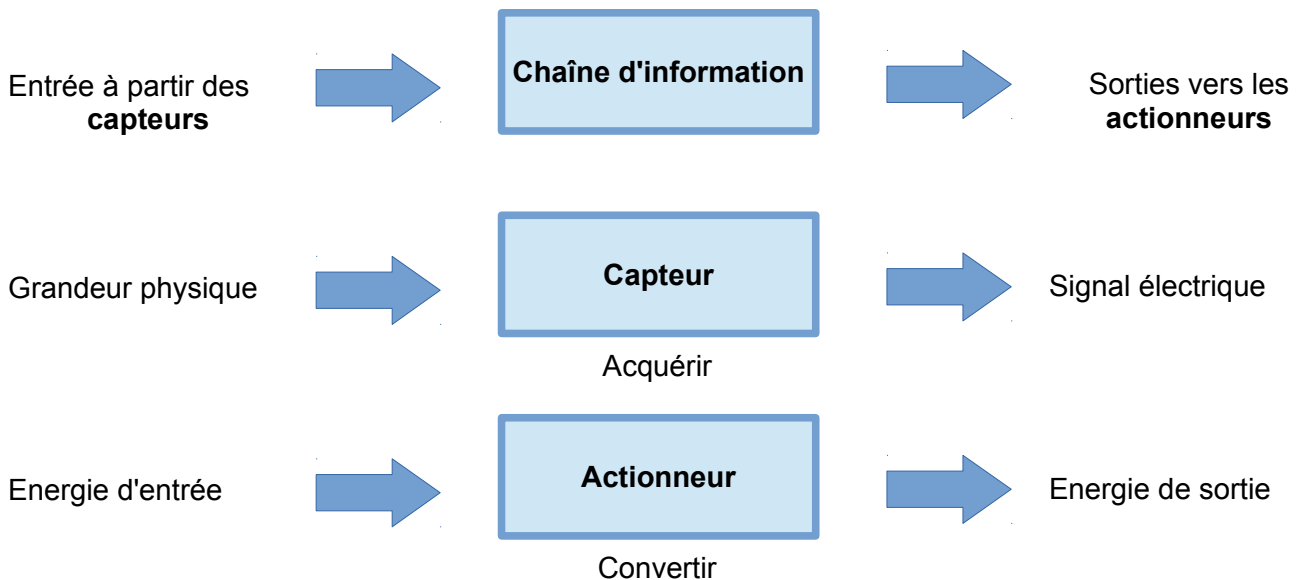 Entrée à partir des
capteurs
Chaîne d'information
Sorties vers les
actionneurs
Grandeur physique
Capteur
Signal électrique
Acquérir
Energie d'entrée
Actionneur
Energie de sortie
Convertir